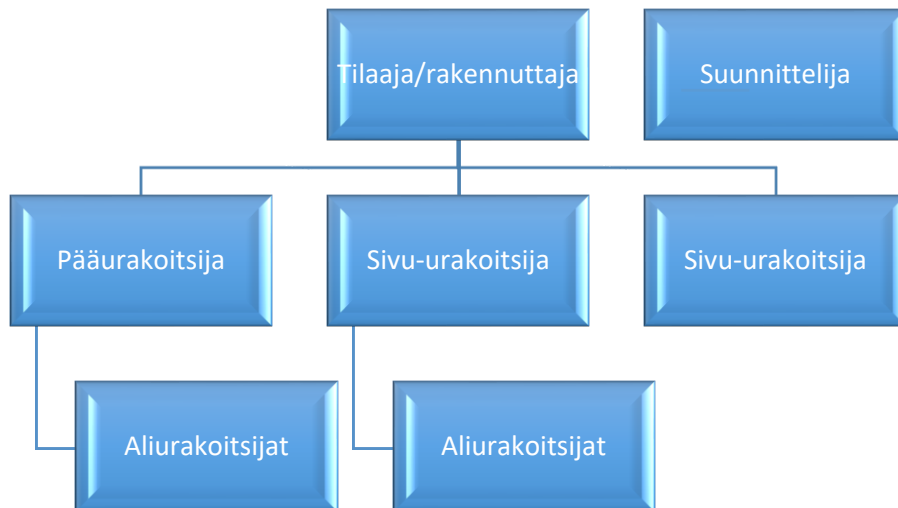 Tilaaja/rakennuttaja
Suunnittelija
Pääurakoitsija
Sivu-urakoitsija
Sivu-urakoitsija
Aliurakoitsijat
Aliurakoitsijat